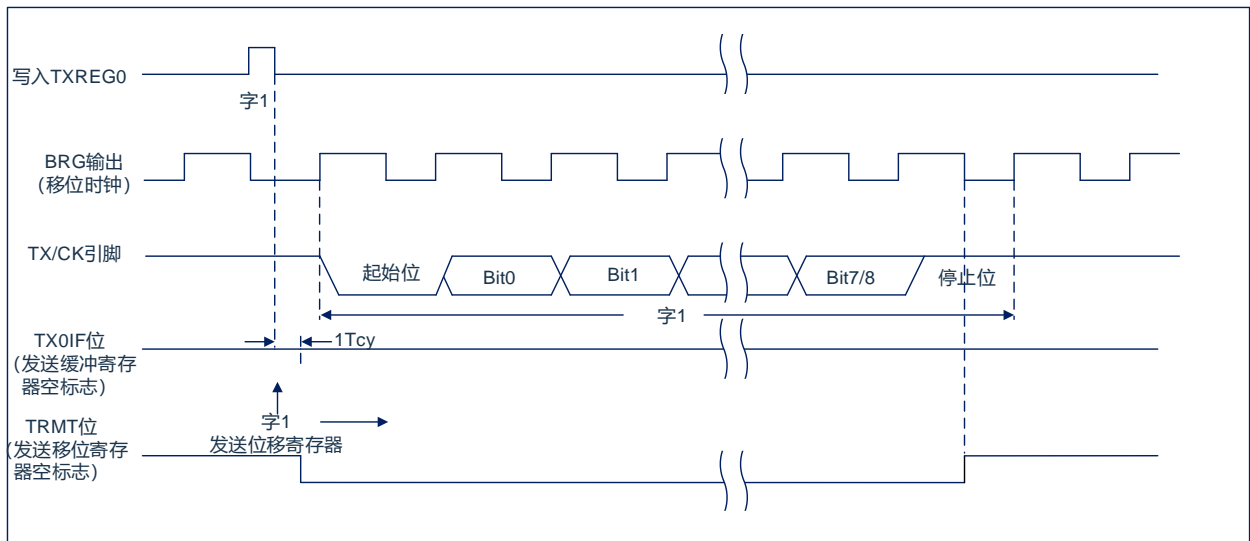 写入TXREG0
字1
BRG输出
（移位时钟）
TX/CK引脚
起始位
Bit0
Bit1
Bit7/8
停止位
字1
TX0IF位
(发送缓冲寄存
器空标志)
1Tcy
字1
发送位移寄存器
TRMT位
(发送移位寄存
器空标志)